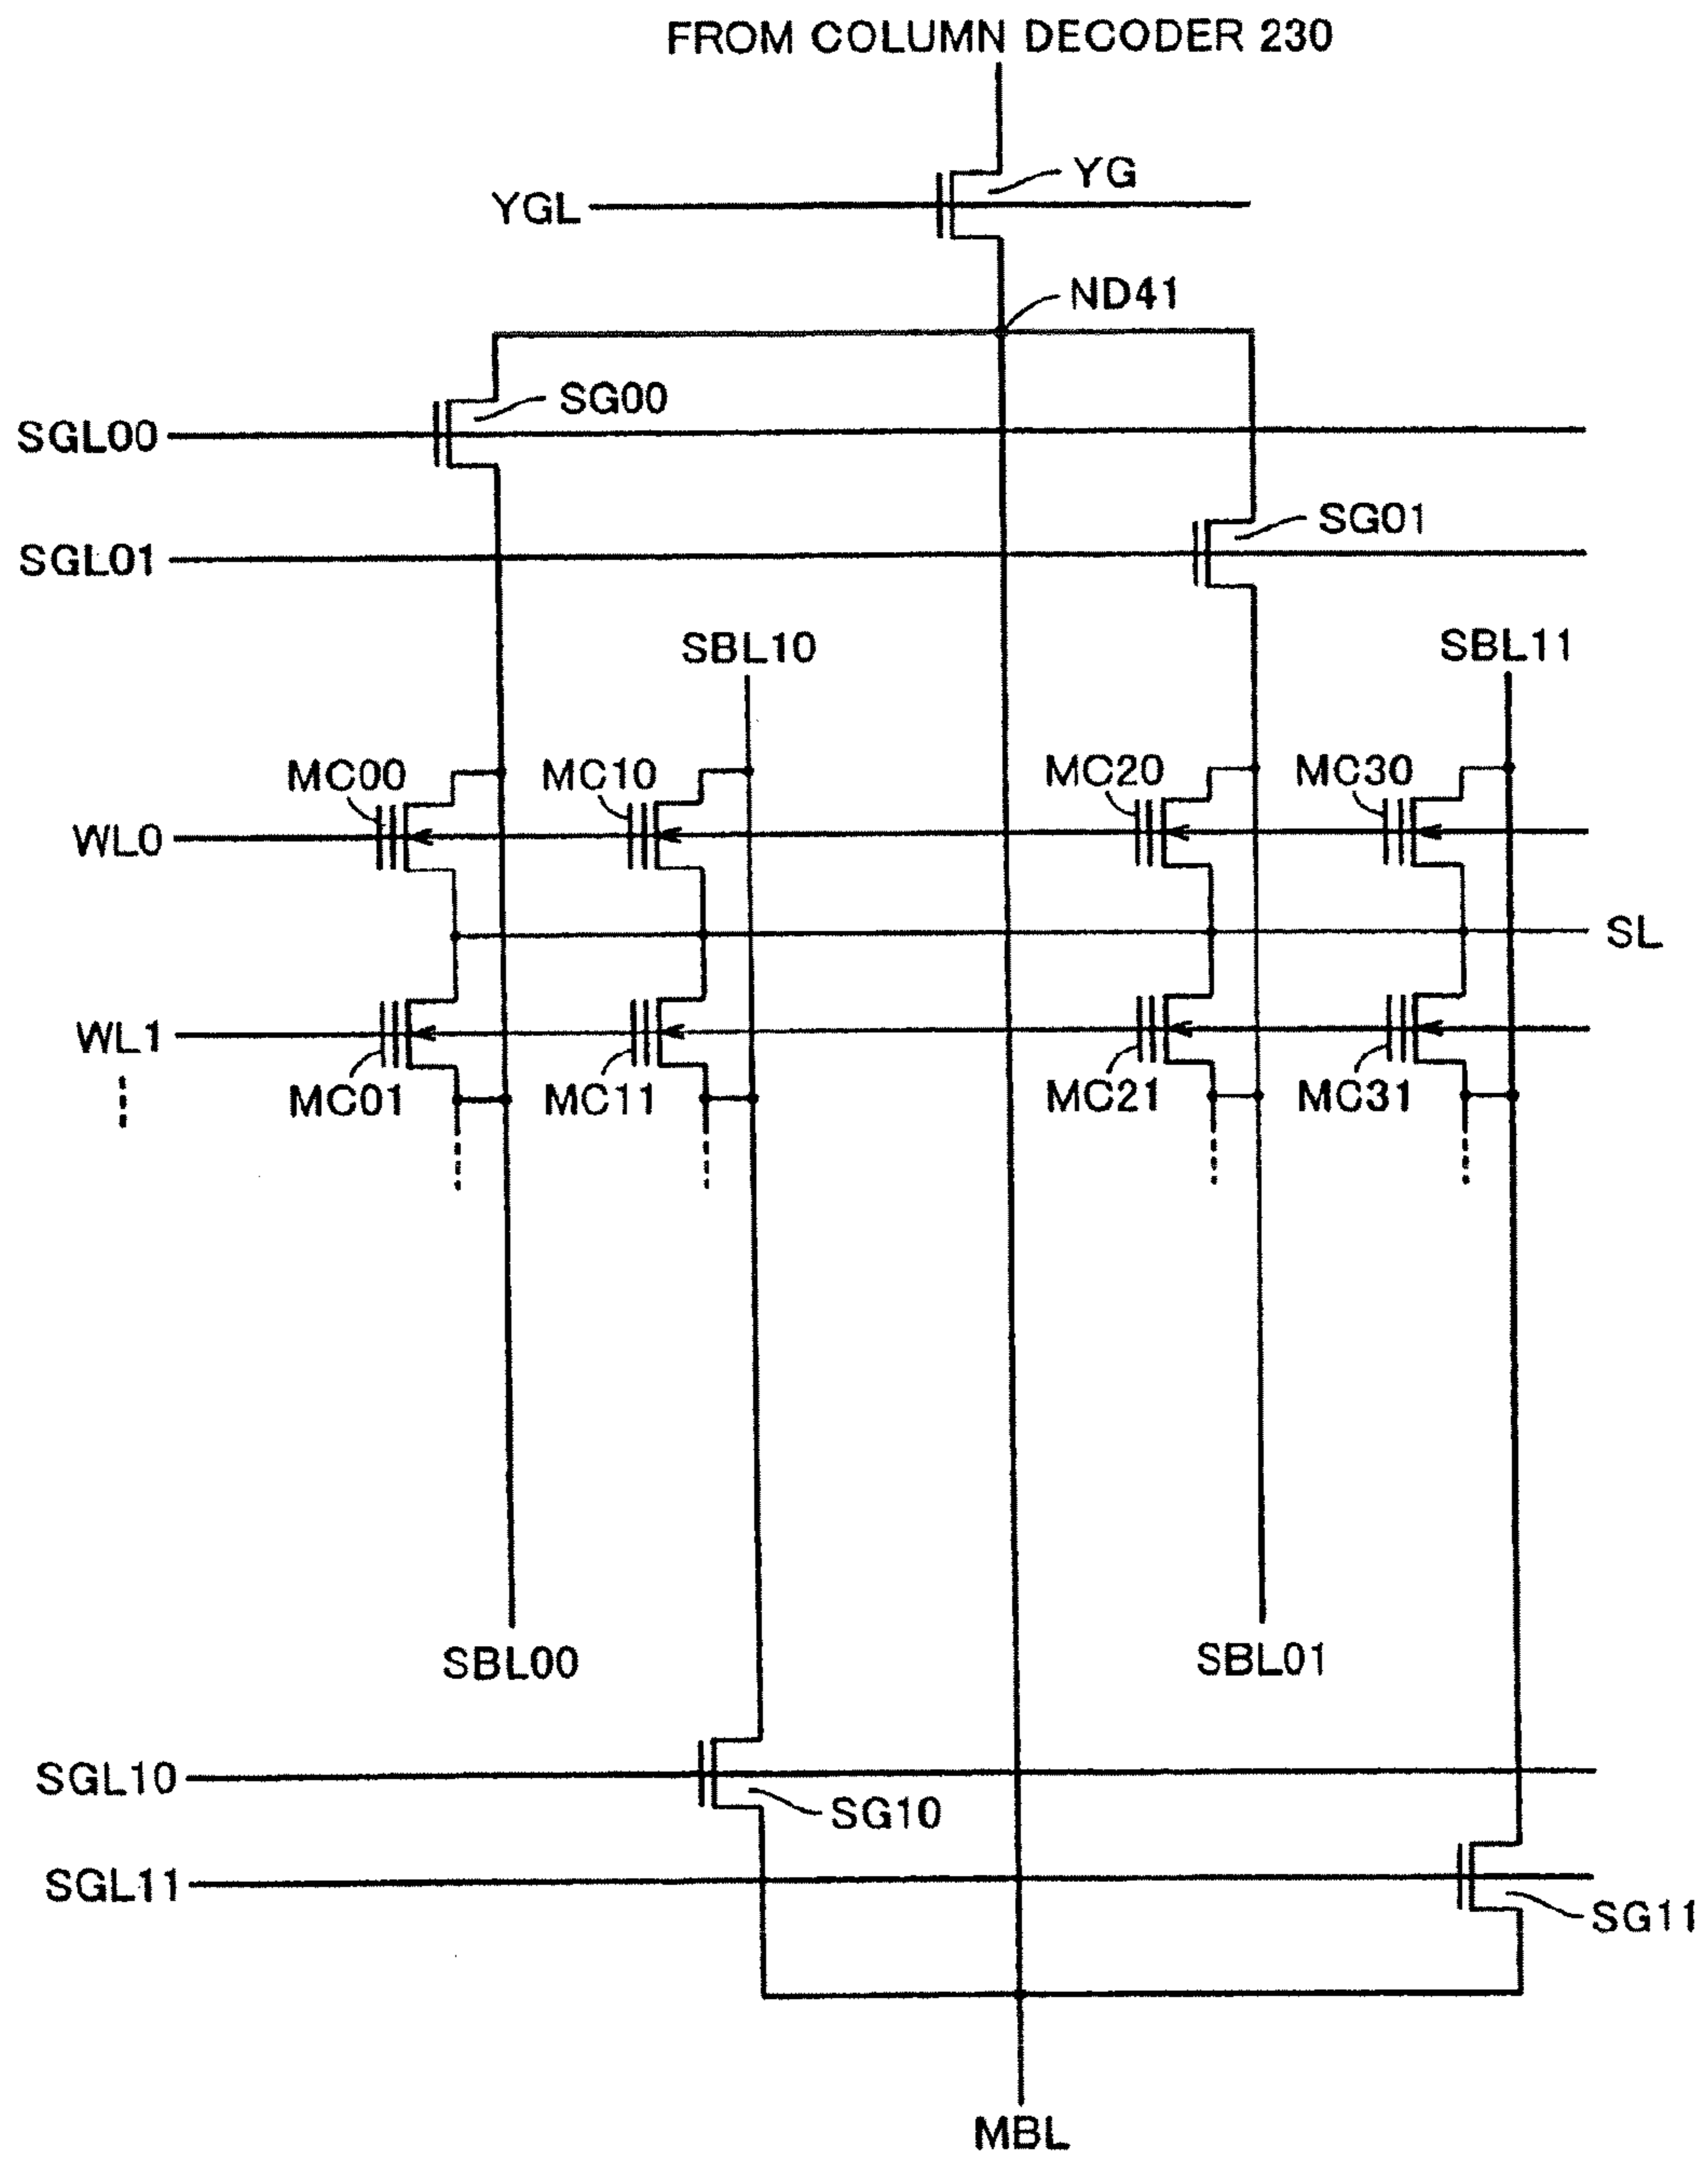 FROM COLUMN DECODER 230
YG
YGL
ND41
SG00
SGL00
SG01
SGL01
SBL10
SBL11
MC00
MC10
MC20
MC30
WL0
SL
WL1
MC01
MC11
MC21
MC31
SBL00
SBL01
SGL10
SG10
SGL11
SG11
MBL